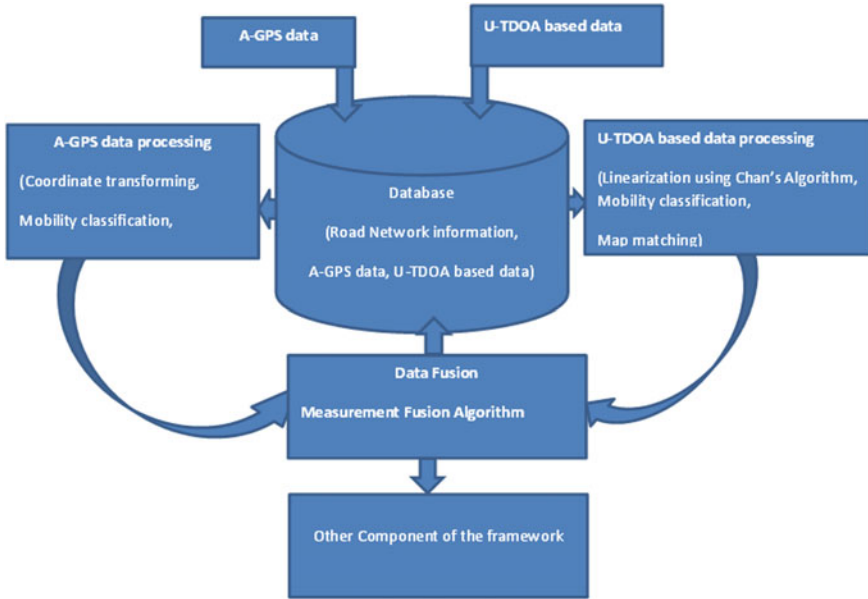 A-GPS data
U-TDOA based data
A-GPS data processing
(Coordinate transforming,
Mobility classification,
Database
(Road Network information,
A-GPS data, U-TDOA based data)
U-TDOA based data processing
(Linearization using Chan's Algorithm,
Mobility classification,
Map matching)
Data Fusion
Measurement Fusion Algorithm
Other Component of the framework